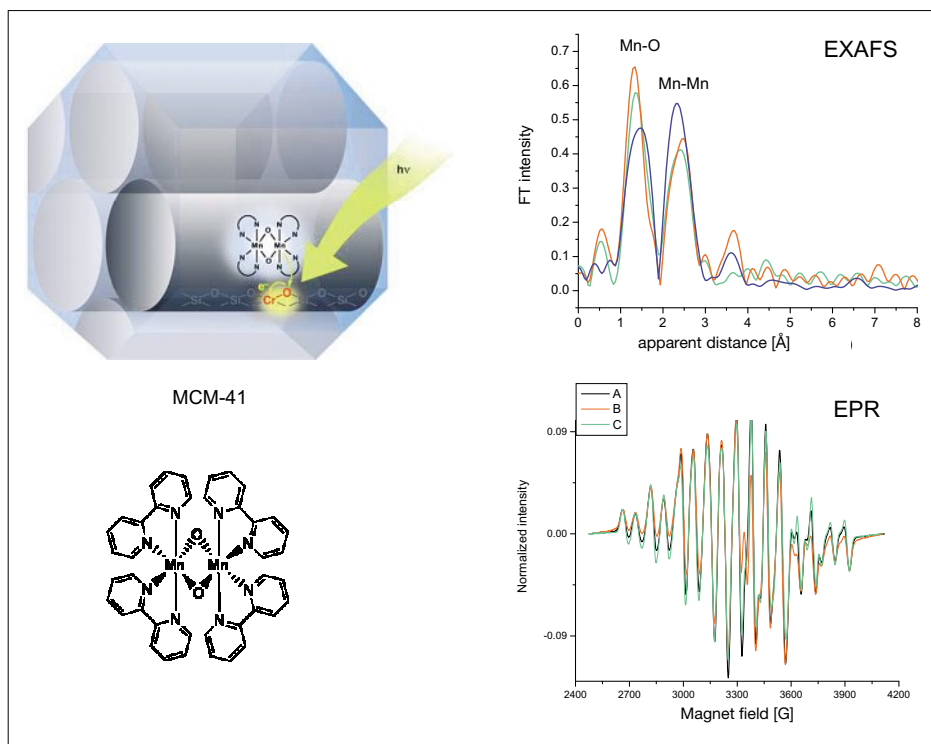 hν
N N O N N
Mn Mn
N N O N N
e⁻
Si O Si O Cr O Si O
MCM-41
N N
N O N
Mn Mn
N O N
N N
EXAFS
Mn-O
Mn-Mn
FT intensity
0.7
0.6
0.5
0.4
0.3
0.2
0.1
0.0
0 1 2 3 4 5 6 7 8
apparent distance [Å]
)
EPR
A
B
C
Normalized intensity
0.09
0.00
-0.09
2400 2700 3000 3300 3600 3900 4200
Magnet field [G]